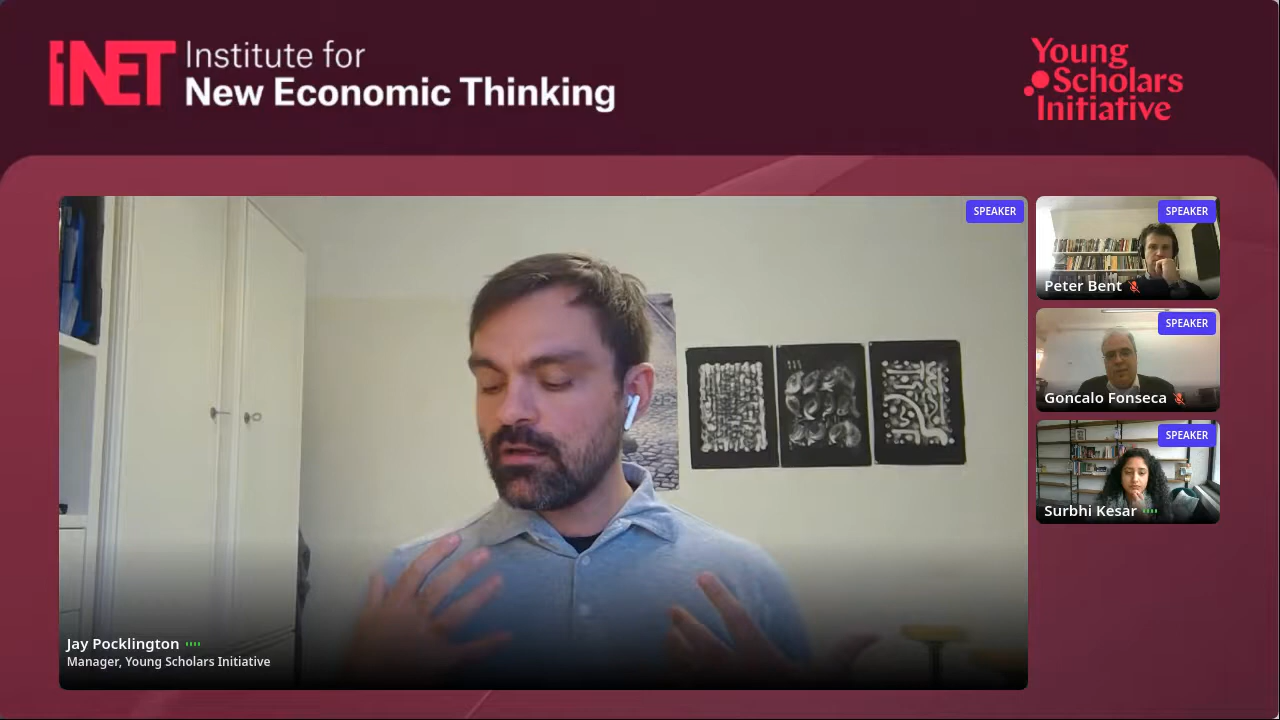 iNET Institute for
New Economic Thinking
Young
Scholars
Initiative
SPEAKER
Jay Pocklington
Manager, Young Scholars Initiative
SPEAKER
Peter Bent
SPEAKER
Goncalo Fonseca
SPEAKER
Surbhi Kesar